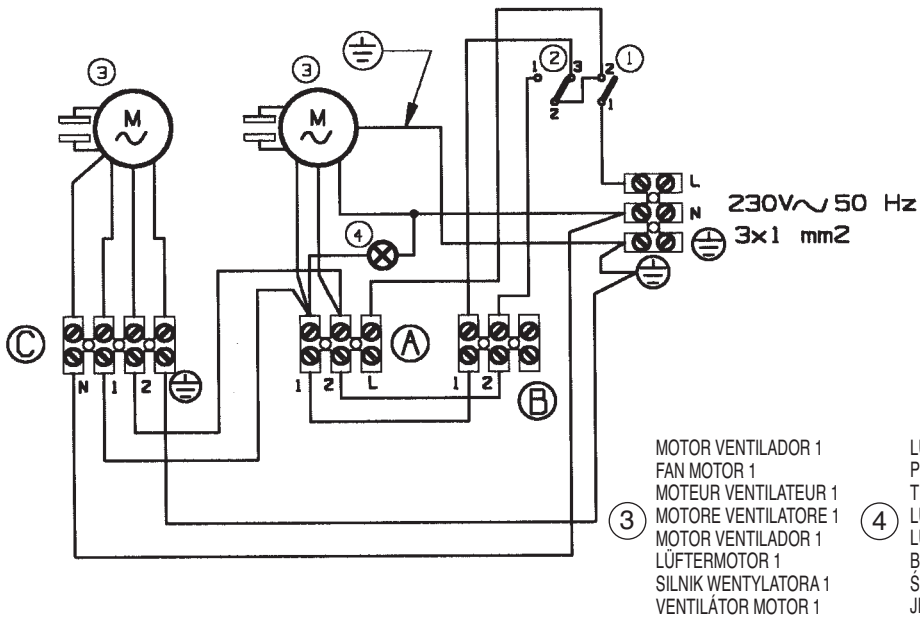 3
3
2
1
1
3
2
2
1
M
M
4
L
N
230V~ 50 Hz
3x1 mm2
C
A
B
N 1 2
1 2 L
1 2
3
MOTOR VENTILADOR 1
FAN MOTOR 1
MOTEUR VENTILATEUR 1
MOTORE VENTILATORE 1
MOTOR VENTILADOR 1
LÜFTERMOTOR 1
SILNIK WENTYLATORA 1
VENTILÁTOR MOTOR 1
4